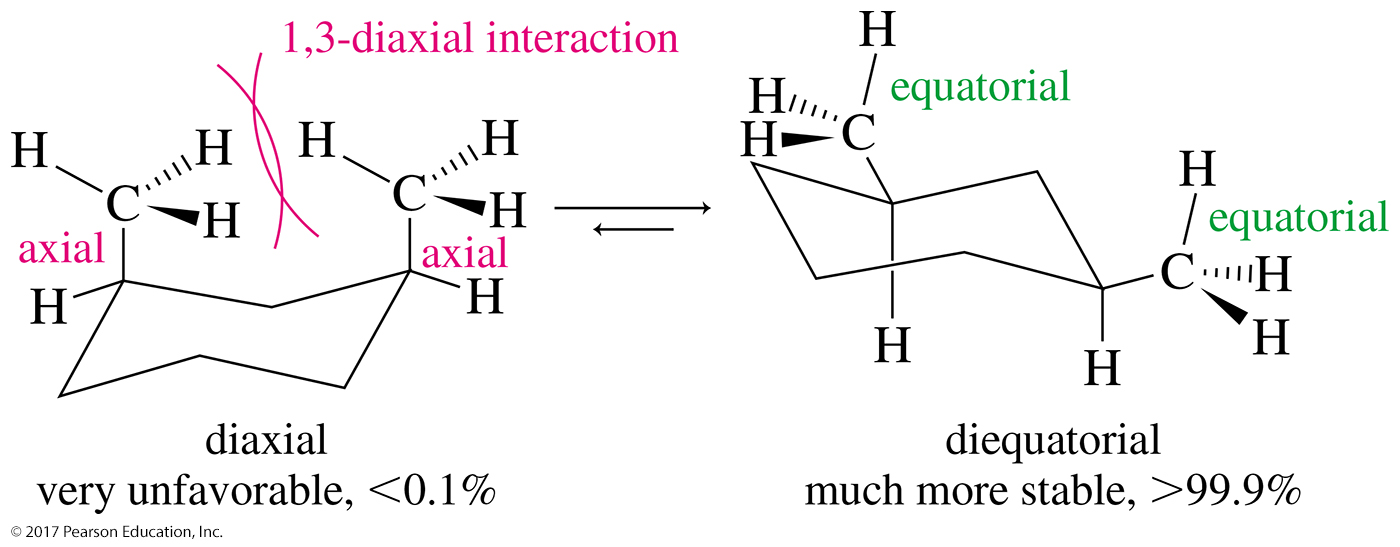 1,3-diaxial interaction
H
H
C
H
axial
H
H
H
C
H
axial
H
diaxial
very unfavorable, <0.1%
H
equatorial
H
H
C
H
H
equatorial
C
H
H
H
diequatorial
much more stable, >99.9%
© 2017 Pearson Education, Inc.